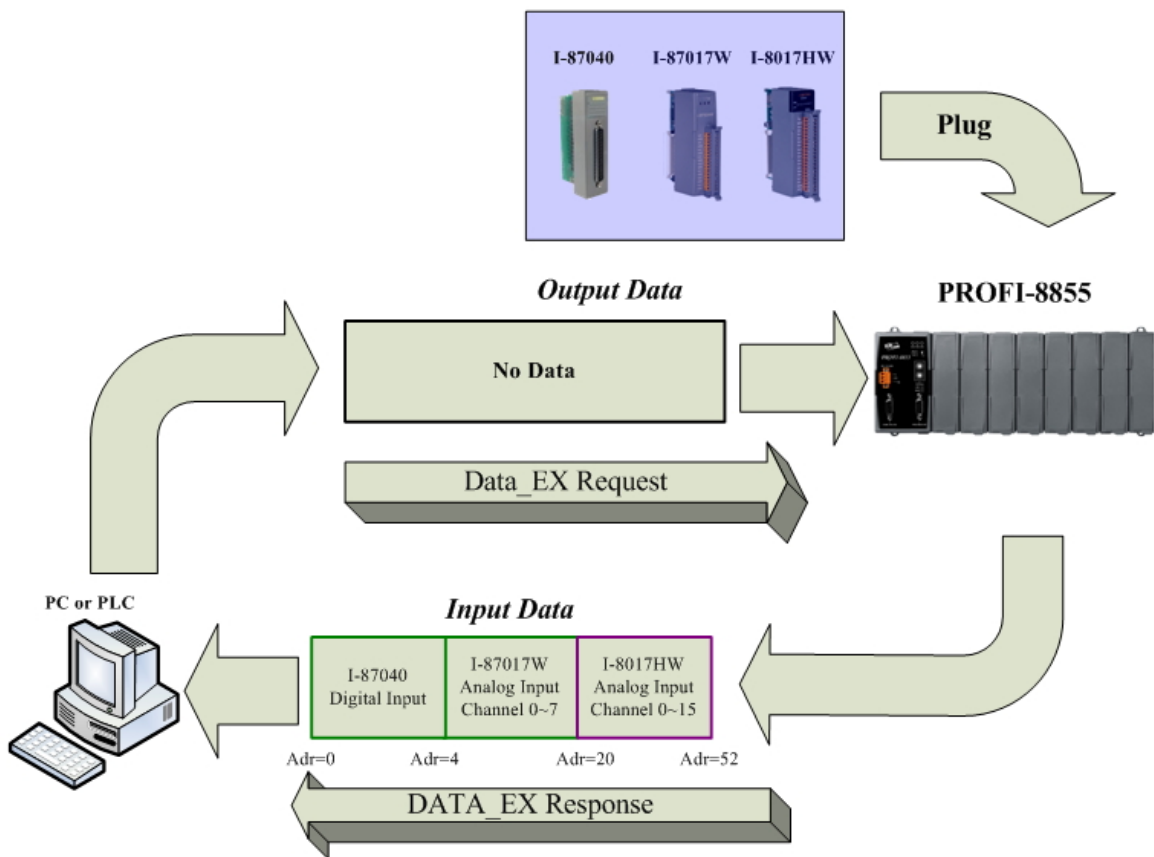 I-87040 I-87017W I-8017HW
Plug
Output Data
PROFI-8855
No Data
Data_EX Request
PC or PLC
Input Data
I-87040
Digital Input
I-87017W
Analog Input
Channel 0~7
I-8017HW
Analog Input
Channel 0~15
Adr=0 Adr=4 Adr=20 Adr=52
DATA_EX Response